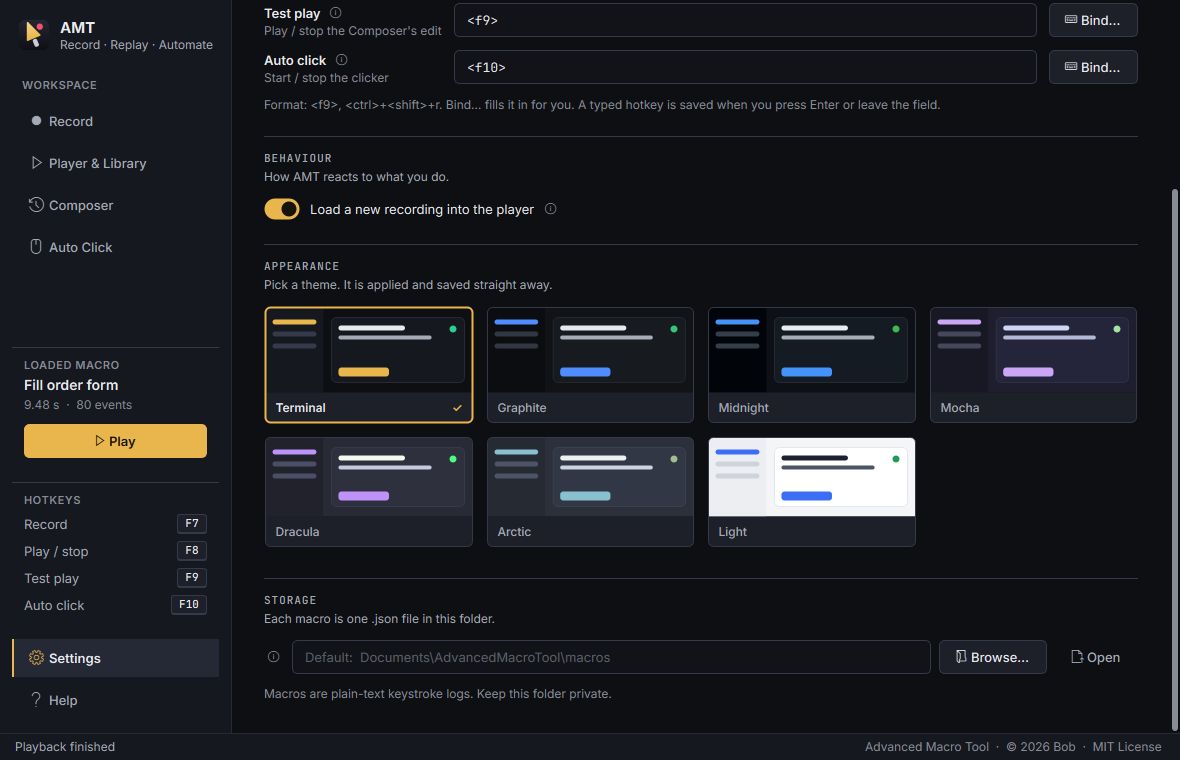 AMT
Record · Replay · Automate
WORKSPACE
Record
Player & Library
Composer
Auto Click
LOADED MACRO
Fill order form
9.48 s · 80 events
Play
HOTKEYS
Record F7
Play / stop F8
Test play F9
Auto click F10
Settings
Help
Test play
Play / stop the Composer's edit
<f9>
Bind...
Auto click
Start / stop the clicker
<f10>
Bind...
Format: <f9>, <ctrl>+<shift>+r. Bind... fills it in for you. A typed hotkey is saved when you press Enter or leave the field.
BEHAVIOUR
How AMT reacts to what you do.
Load a new recording into the player
APPEARANCE
Pick a theme. It is applied and saved straight away.
Terminal
Graphite
Midnight
Mocha
Dracula
Arctic
Light
STORAGE
Each macro is one .json file in this folder.
Default: Documents\AdvancedMacroTool\macros
Browse...
Open
Macros are plain-text keystroke logs. Keep this folder private.
Playback finished
Advanced Macro Tool · © 2026 Bob · MIT License